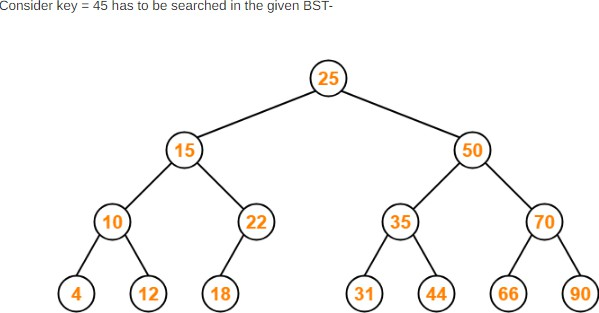 Consider key = 45 has to be searched in the given BST-
25
15 50
10 22 35 70
4 12 18 31 44 66 90